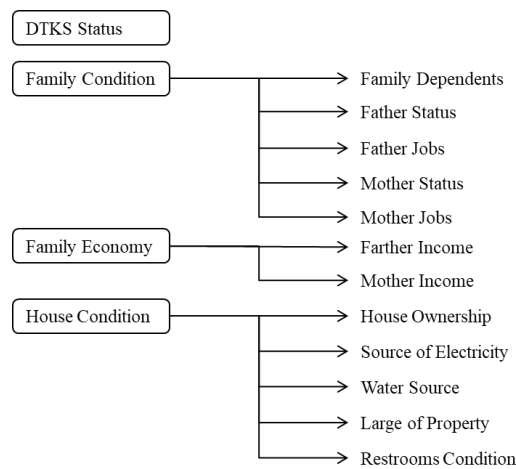 DTKS Status
Family Condition
Family Dependents
Father Status
Father Jobs
Mother Status
Mother Jobs
Family Economy
Farther Income
Mother Income
House Condition
House Ownership
Source of Electricity
Water Source
Large of Property
Restrooms Condition